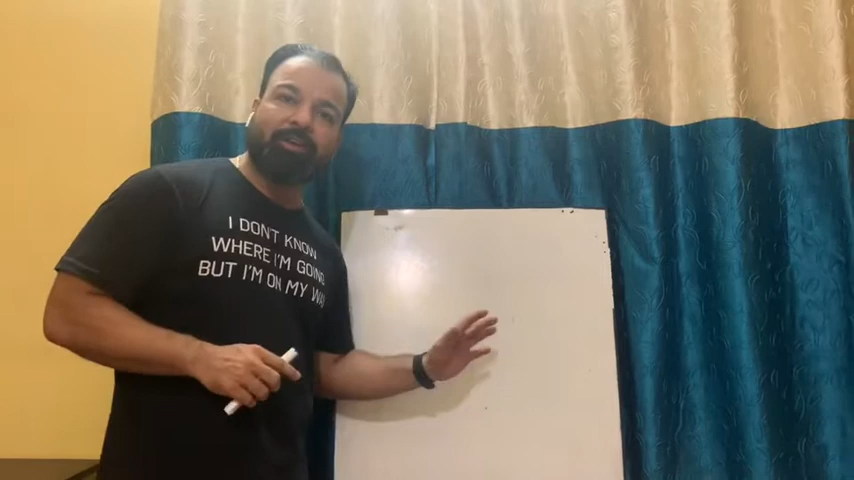 I DON'T KNOW
WHERE I'M GOING
BUT I'M ON MY WAY